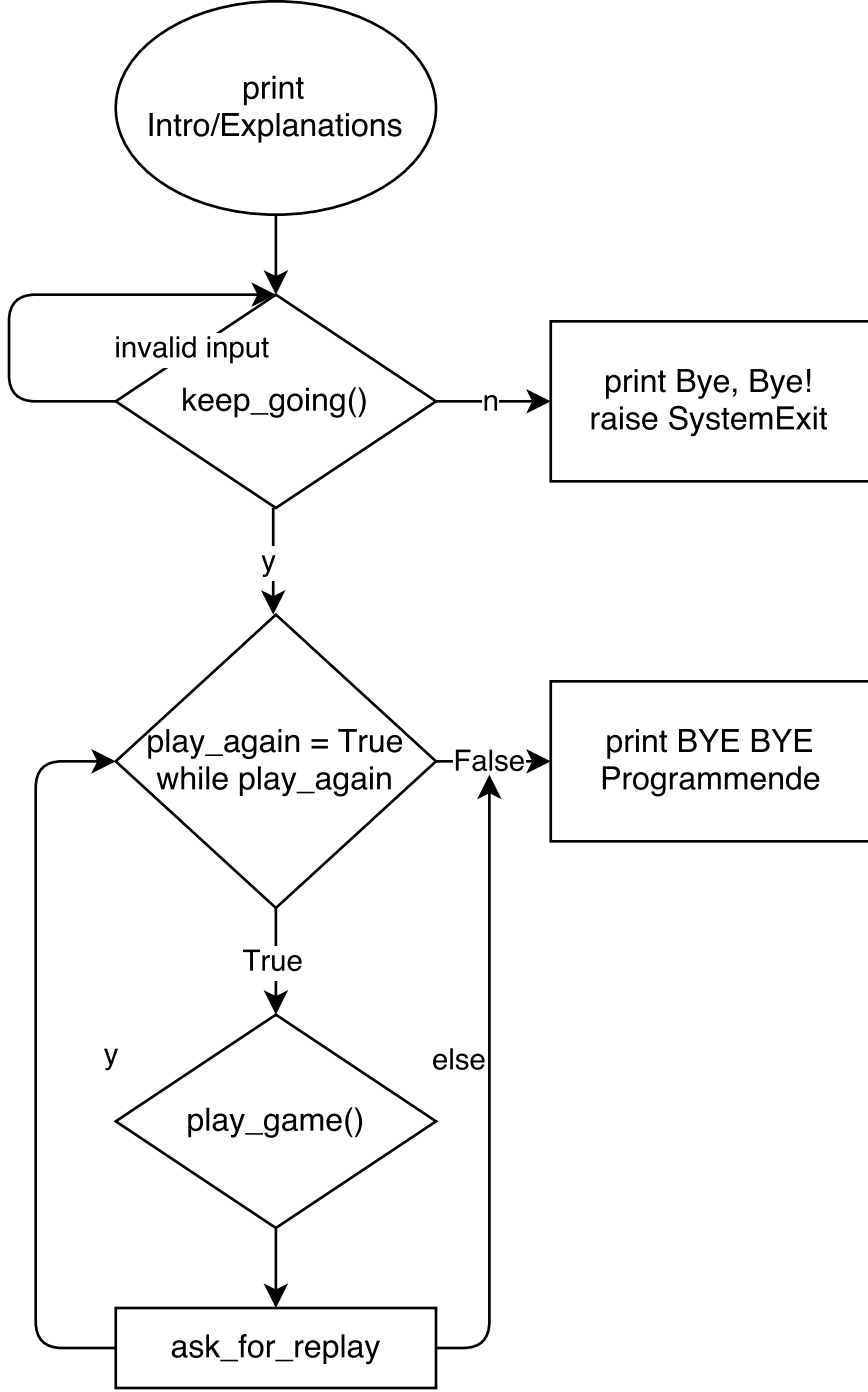 print
Intro/Explanations
invalid input
keep_going()
n
print Bye, Bye!
raise SystemExit
y
play_again = True
while play_again
False
print BYE BYE
Programmende
True
y
else
play_game()
ask_for_replay